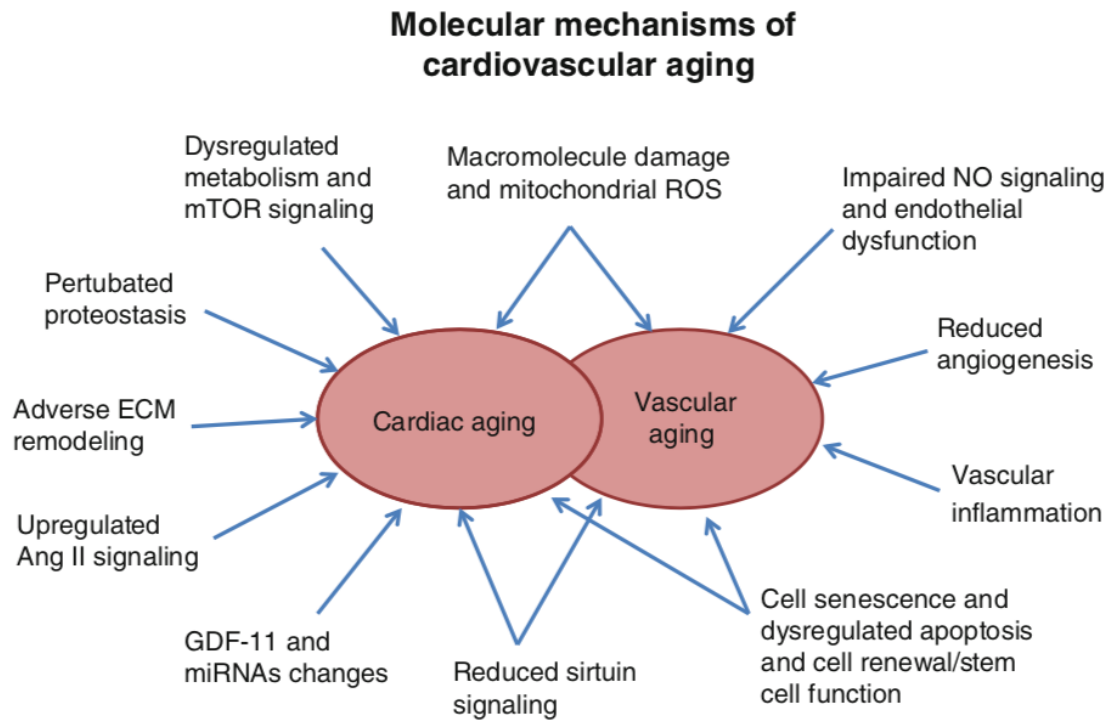 Molecular mechanisms of
cardiovascular aging
Dysregulated
metabolism and
mTOR signaling
Macromolecule damage
and mitochondrial ROS
Impaired NO signaling
and endothelial
dysfunction
Pertubated
proteostasis
Reduced
angiogenesis
Adverse ECM
remodeling
Cardiac aging
Vascular
aging
Vascular
inflammation
Upregulated
Ang II signaling
GDF-11 and
miRNAs changes
Reduced sirtuin
signaling
Cell senescence and
dysregulated apoptosis
and cell renewal/stem
cell function